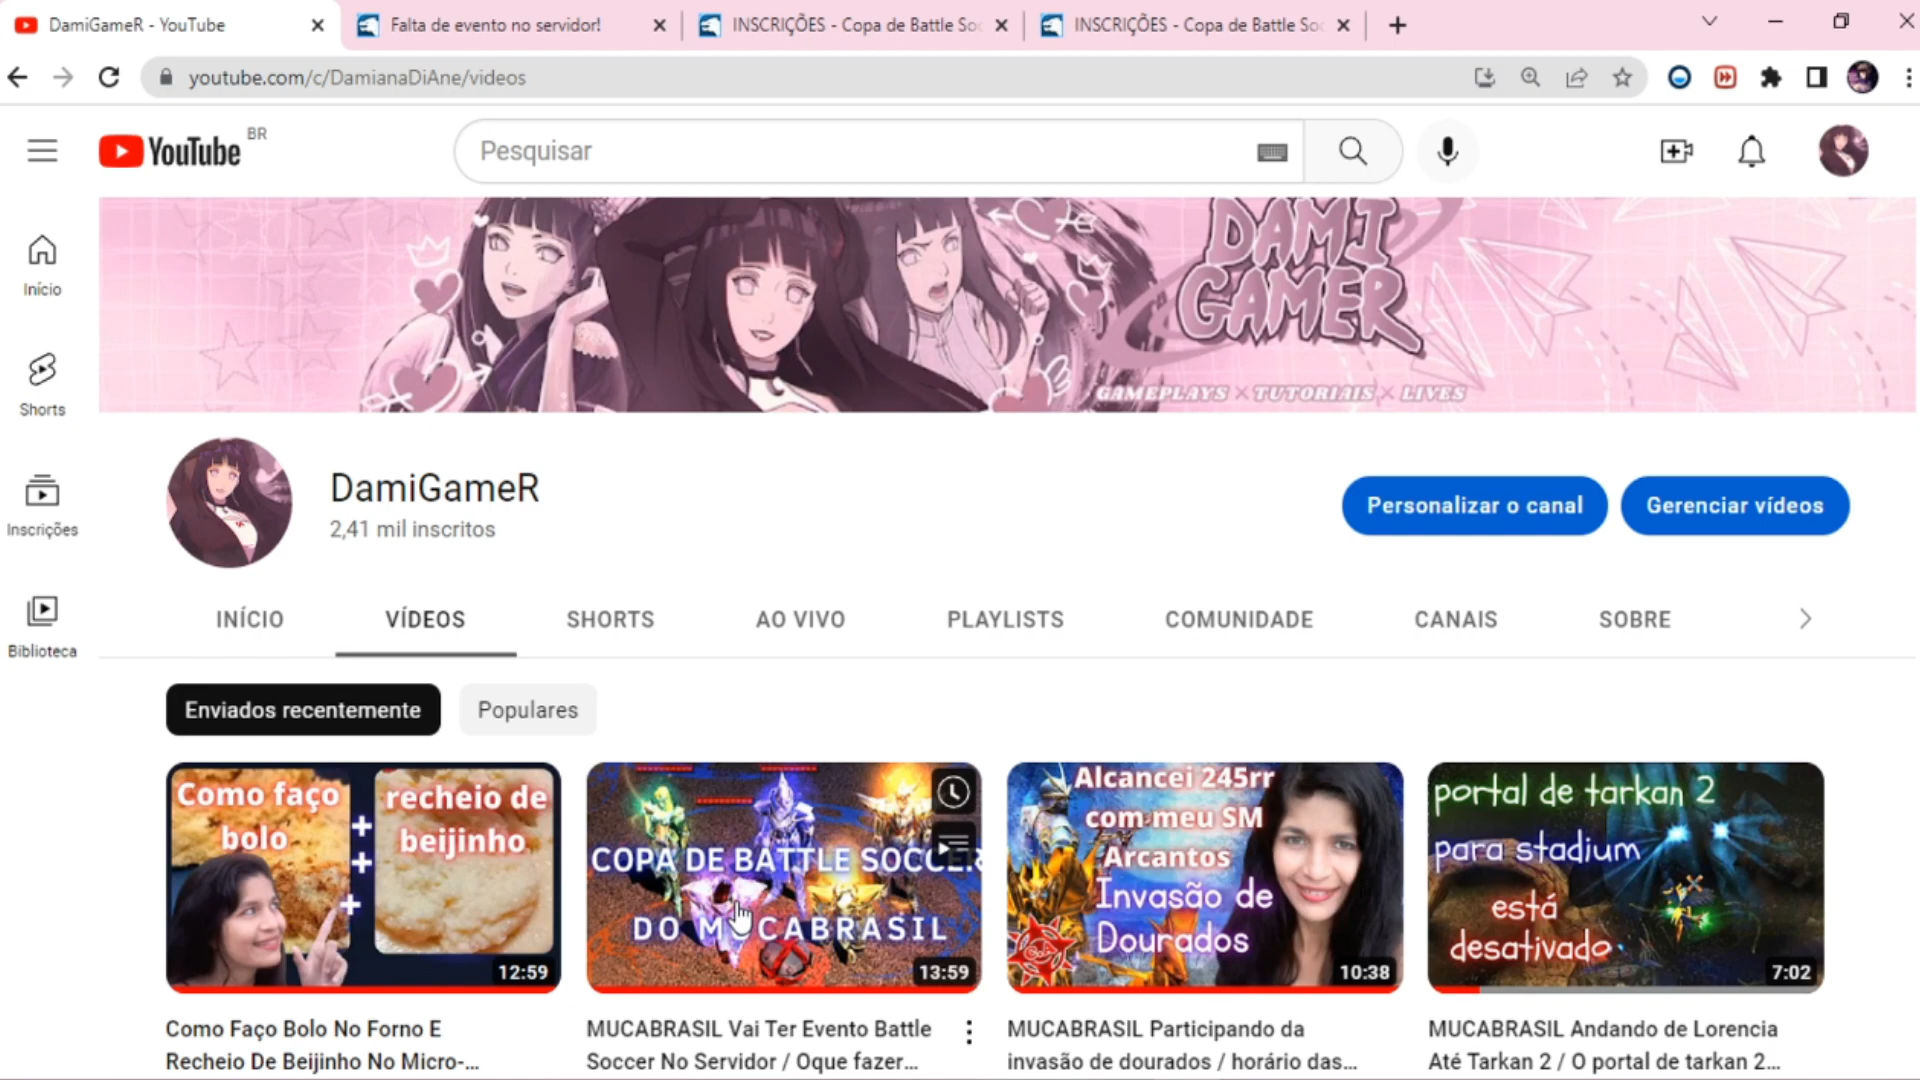 DamiGameR - YouTube
Falta de evento no servidor!
INSCRIÇÕES - Copa de Battle Soc
INSCRIÇÕES - Copa de Battle Soc
youtube.com/c/DamianaDiAne/videos
YouTube
BR
Pesquisar
DAMI
GAMER
GAMEPLAYS × TUTORIAIS × LIVES
Início
Shorts
Inscrições
Biblioteca
DamiGameR
2,41 mil inscritos
Personalizar o canal
Gerenciar vídeos
INÍCIO
VÍDEOS
SHORTS
AO VIVO
PLAYLISTS
COMUNIDADE
CANAIS
SOBRE
Enviados recentemente
Populares
Como faço
bolo
+
+
+
recheio de
beijinho
12:59
COPA DE BATTLE SOCCER
DO MUCABRASIL
13:59
Alcancei 245rr
com meu SM
Arcantos
Invasão de
Dourados
10:38
portal de tarkan 2
para stadium
está
desativado
7:02
Como Faço Bolo No Forno E
Recheio De Beijinho No Micro-...
MUCABRASIL Vai Ter Evento Battle
Soccer No Servidor / Oque fazer...
MUCABRASIL Participando da
invasão de dourados / horário das...
MUCABRASIL Andando de Lorencia
Até Tarkan 2 / O portal de tarkan 2...